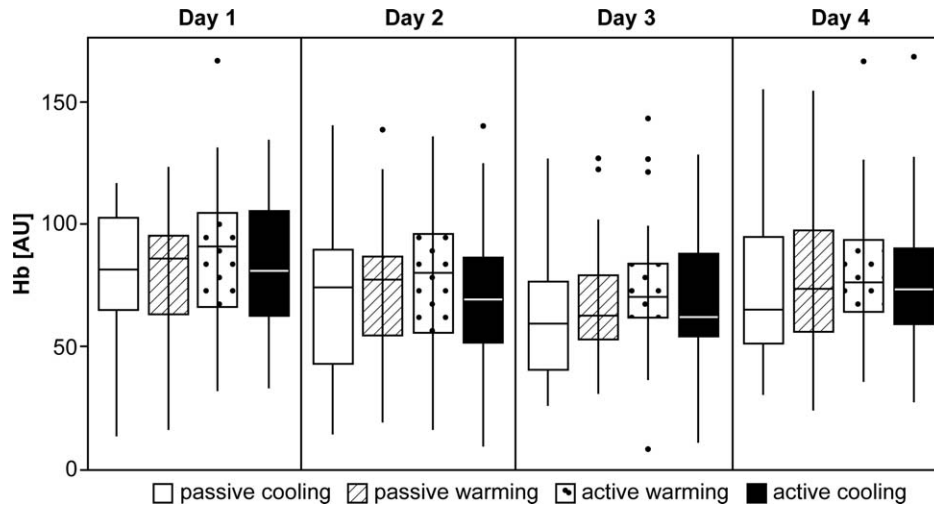 Day 1 Day 2 Day 3 Day 4
Hb [AU]
150
100
50
0
passive cooling passive warming active warming active cooling